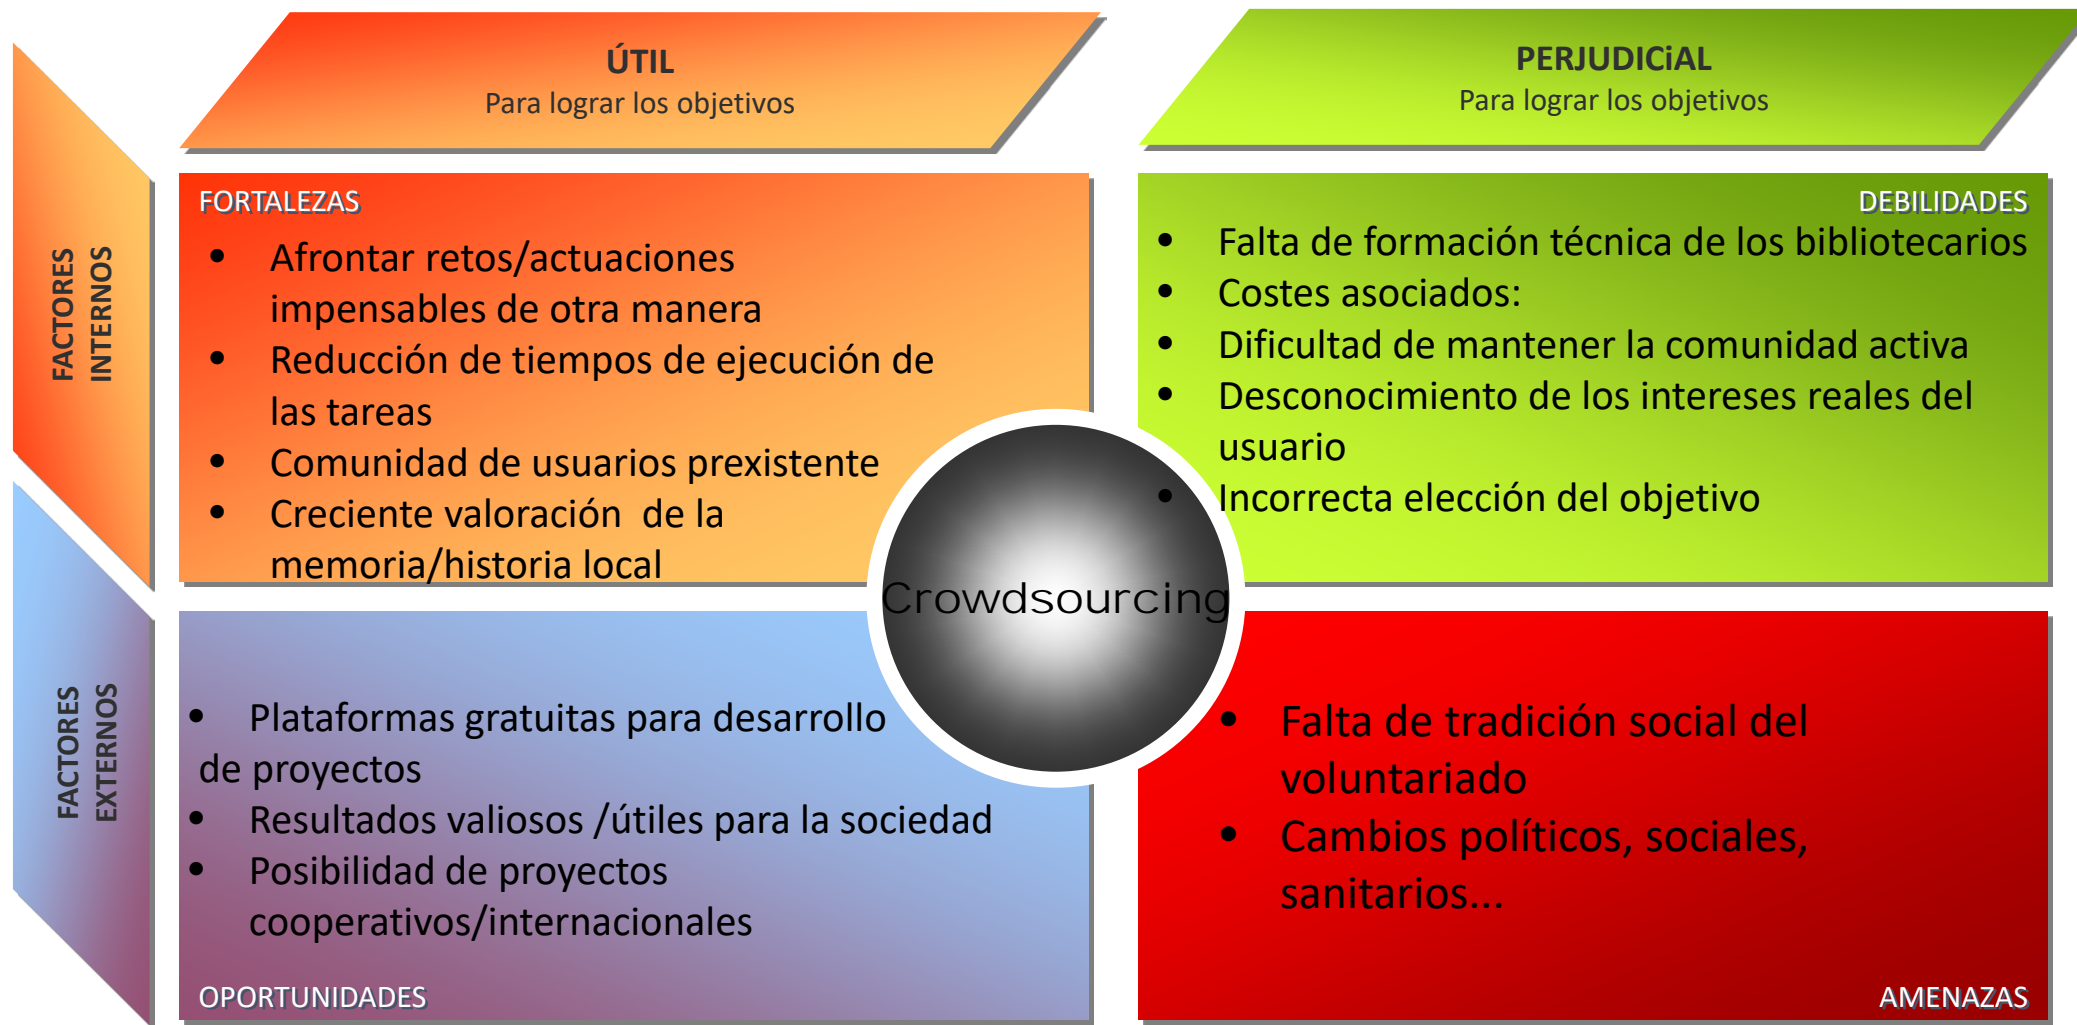 ÚTIL
Para lograr los objetivos
PERJUDICiAL
Para lograr los objetivos
FACTORES
INTERNOS
FORTALEZAS
• Afrontar retos/actuaciones
impensables de otra manera
• Reducción de tiempos de ejecución de
las tareas
• Comunidad de usuarios prexistente
• Creciente valoración de la
memoria/historia local
DEBILIDADES
• Falta de formación técnica de los bibliotecarios
• Costes asociados:
• Dificultad de mantener la comunidad activa
• Desconocimiento de los intereses reales del
usuario
• Incorrecta elección del objetivo
Crowdsourcing
FACTORES
EXTERNOS
• Plataformas gratuitas para desarrollo
de proyectos
• Resultados valiosos /útiles para la sociedad
• Posibilidad de proyectos
cooperativos/internacionales
OPORTUNIDADES
• Falta de tradición social del
voluntariado
• Cambios políticos, sociales,
sanitarios...
AMENAZAS